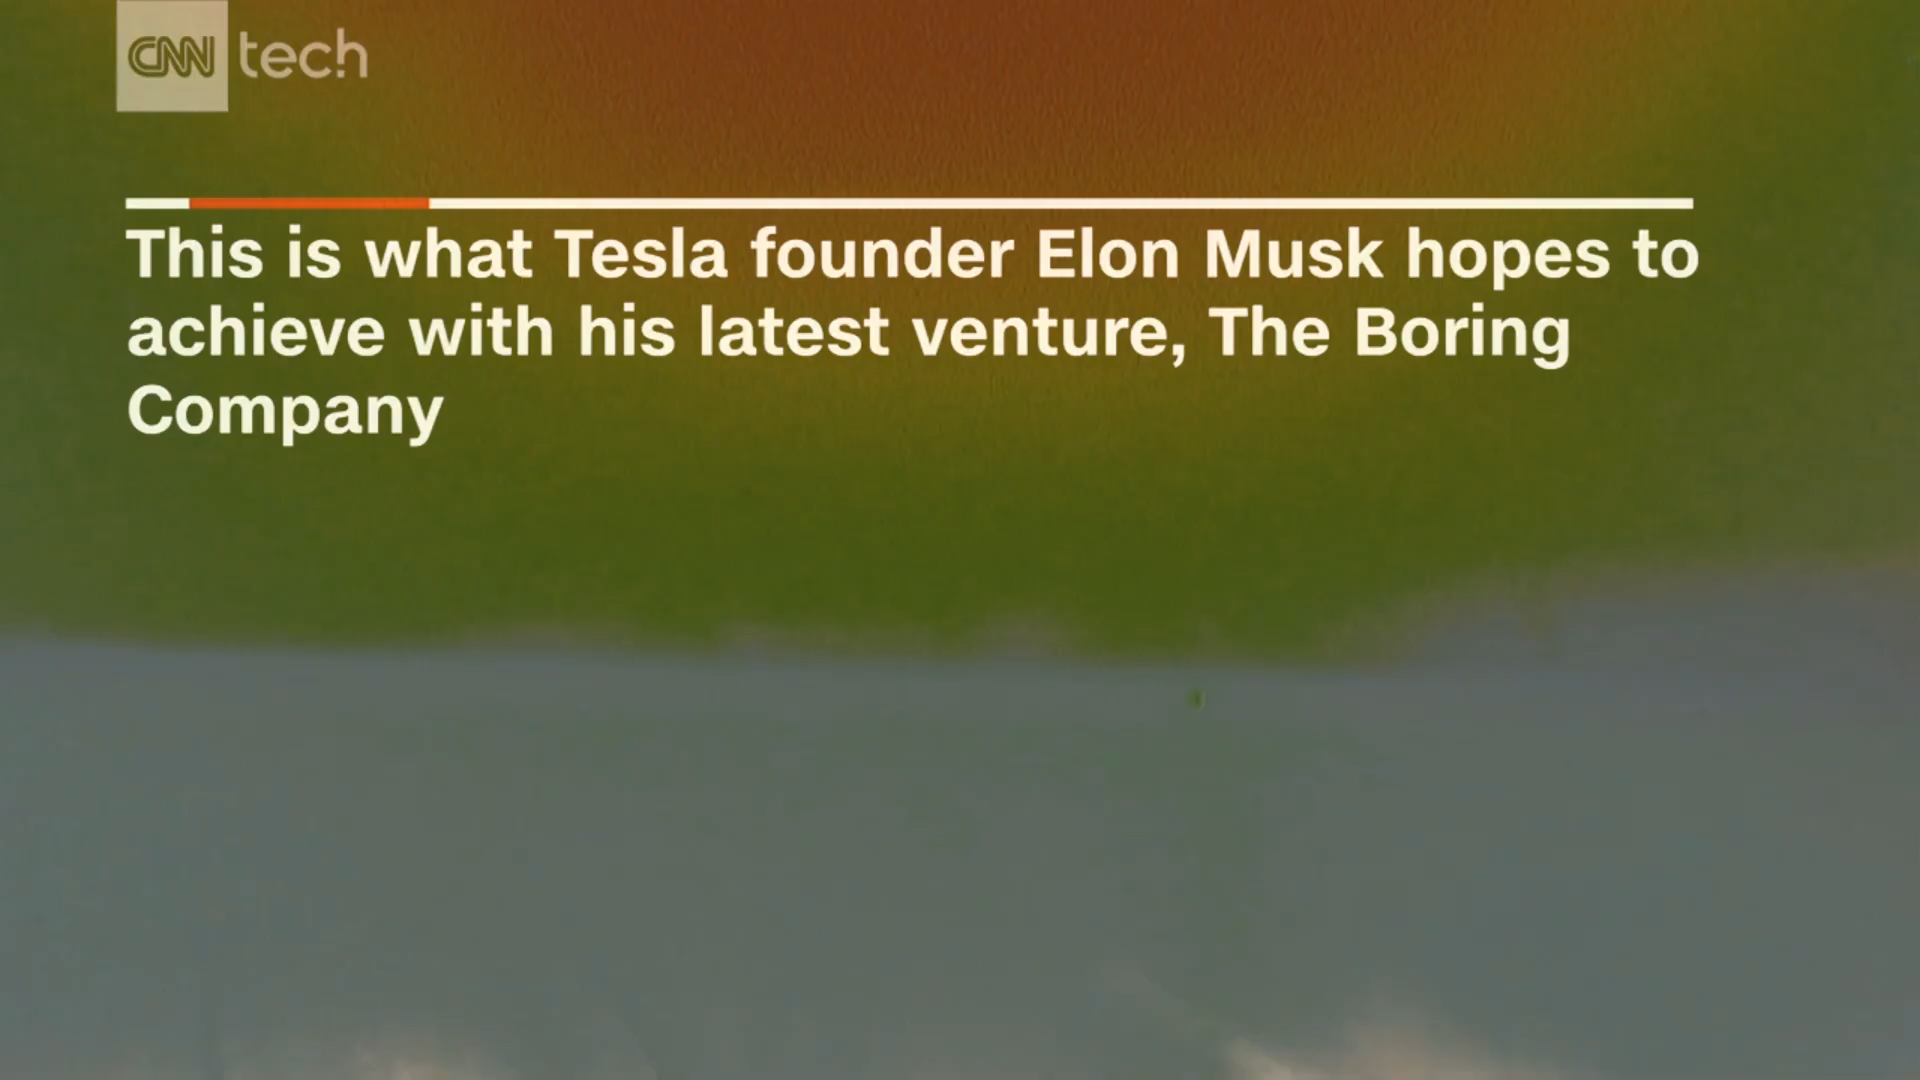 CNN tech
This is what Tesla founder Elon Musk hopes to
achieve with his latest venture, The Boring
Company